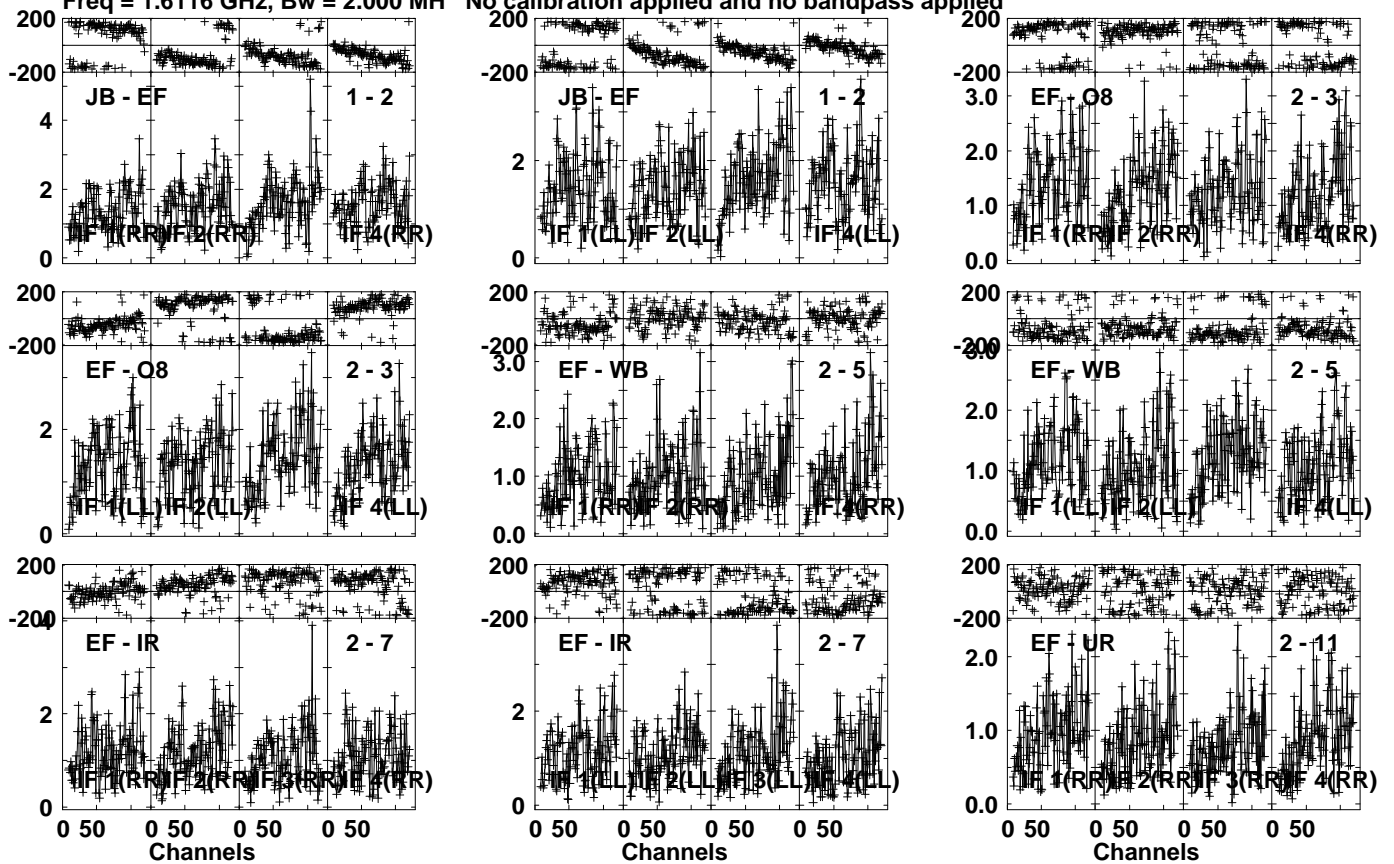 Freq = 1.6116 GHz, Bw = 2.000 MH No calibration applied and no bandpass applied
200
-200
JB - EF 1 - 2
4
2
0
IF 1(RR) IF 2(RR) IF 4(RR)
JB - EF 1 - 2
2
0
IF 1(LL) IF 2(LL) IF 4(LL)
200
-200
EF - O8 2 - 3
3.0
2.0
1.0
0.0
IF 1(RR) IF 2(RR) IF 4(RR)
200
-200
EF - O8 2 - 3
2
0
IF 1(LL) IF 2(LL) IF 4(LL)
200
-200
EF - WB 2 - 5
3.0
2.0
1.0
0.0
IF 1(RR) IF 2(RR) IF 4(RR)
200
-200
3.0
EF - WB 2 - 5
2.0
1.0
0.0
IF 1(LL) IF 2(LL) IF 4(LL)
200
-200
4
EF - IR 2 - 7
2
0
IF 1(RR) IF 2(RR) IF 3(RR) IF 4(RR)
0 50 0 50 0 50 0 50
Channels
200
-200
EF - IR 2 - 7
2
0
IF 1(LL) IF 2(LL) IF 3(LL) IF 4(LL)
0 50 0 50 0 50 0 50
Channels
200
-200
EF - UR 2 - 11
2.0
1.0
0.0
IF 1(RR) IF 2(RR) IF 3(RR) IF 4(RR)
0 50 0 50 0 50 0 50
Channels